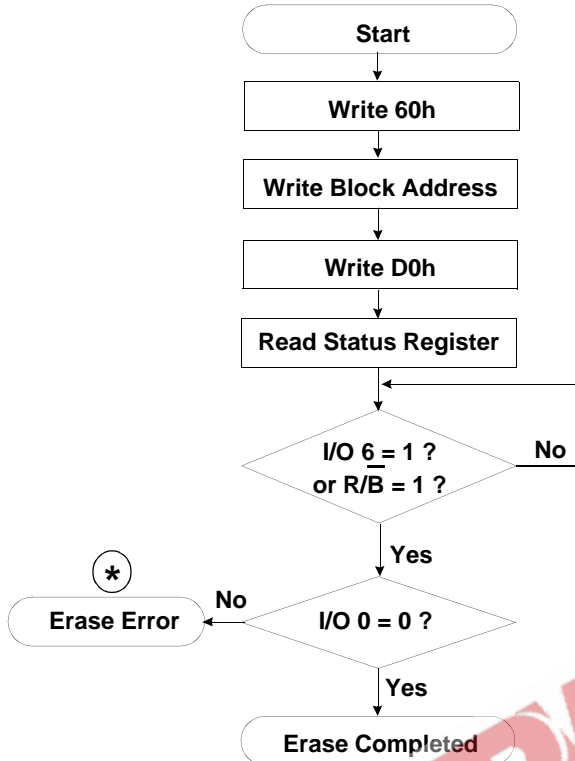 Start
Write 60h
Write Block Address
Write D0h
Read Status Register
I/O 6 = 1 ?
or R/B̅ = 1 ?
No
Yes
*
Erase Error
No
I/O 0 = 0 ?
Yes
Erase Completed